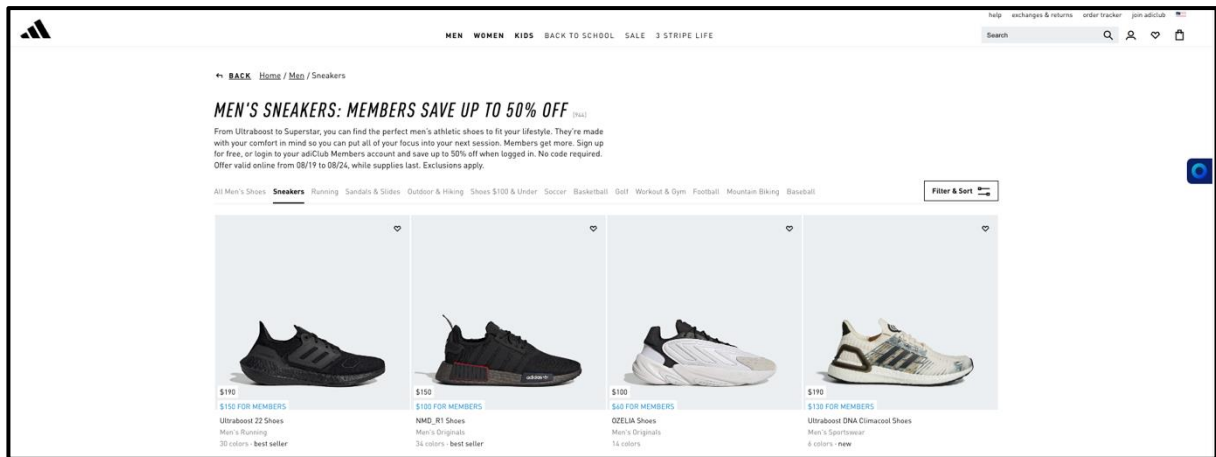 help exchanges & returns order tracker join adiclub
MEN WOMEN KIDS BACK TO SCHOOL SALE 3 STRIPE LIFE
Search
BACK Home / Men / Sneakers
MEN'S SNEAKERS: MEMBERS SAVE UP TO 50% OFF [944]
From Ultraboost to Superstar, you can find the perfect men's athletic shoes to fit your lifestyle. They're made
with your comfort in mind so you can put all of your focus into your next session. Members get more. Sign up
for free, or login to your adiClub Members account and save up to 50% off when logged in. No code required.
Offer valid online from 08/19 to 08/24, while supplies last. Exclusions apply.
All Men's Shoes Sneakers Running Sandals & Slides Outdoor & Hiking Shoes $100 & Under Soccer Basketball Golf Workout & Gym Football Mountain Biking Baseball
Filter & Sort
$190 $150 $100 $190
$150 FOR MEMBERS $100 FOR MEMBERS $60 FOR MEMBERS $130 FOR MEMBERS
Ultraboost 22 Shoes NMD_R1 Shoes OZELIA Shoes Ultraboost DNA Climacool Shoes
Men's Running Men's Originals Men's Originals Men's Sportswear
30 colors · best seller 34 colors · best seller 14 colors 6 colors · new